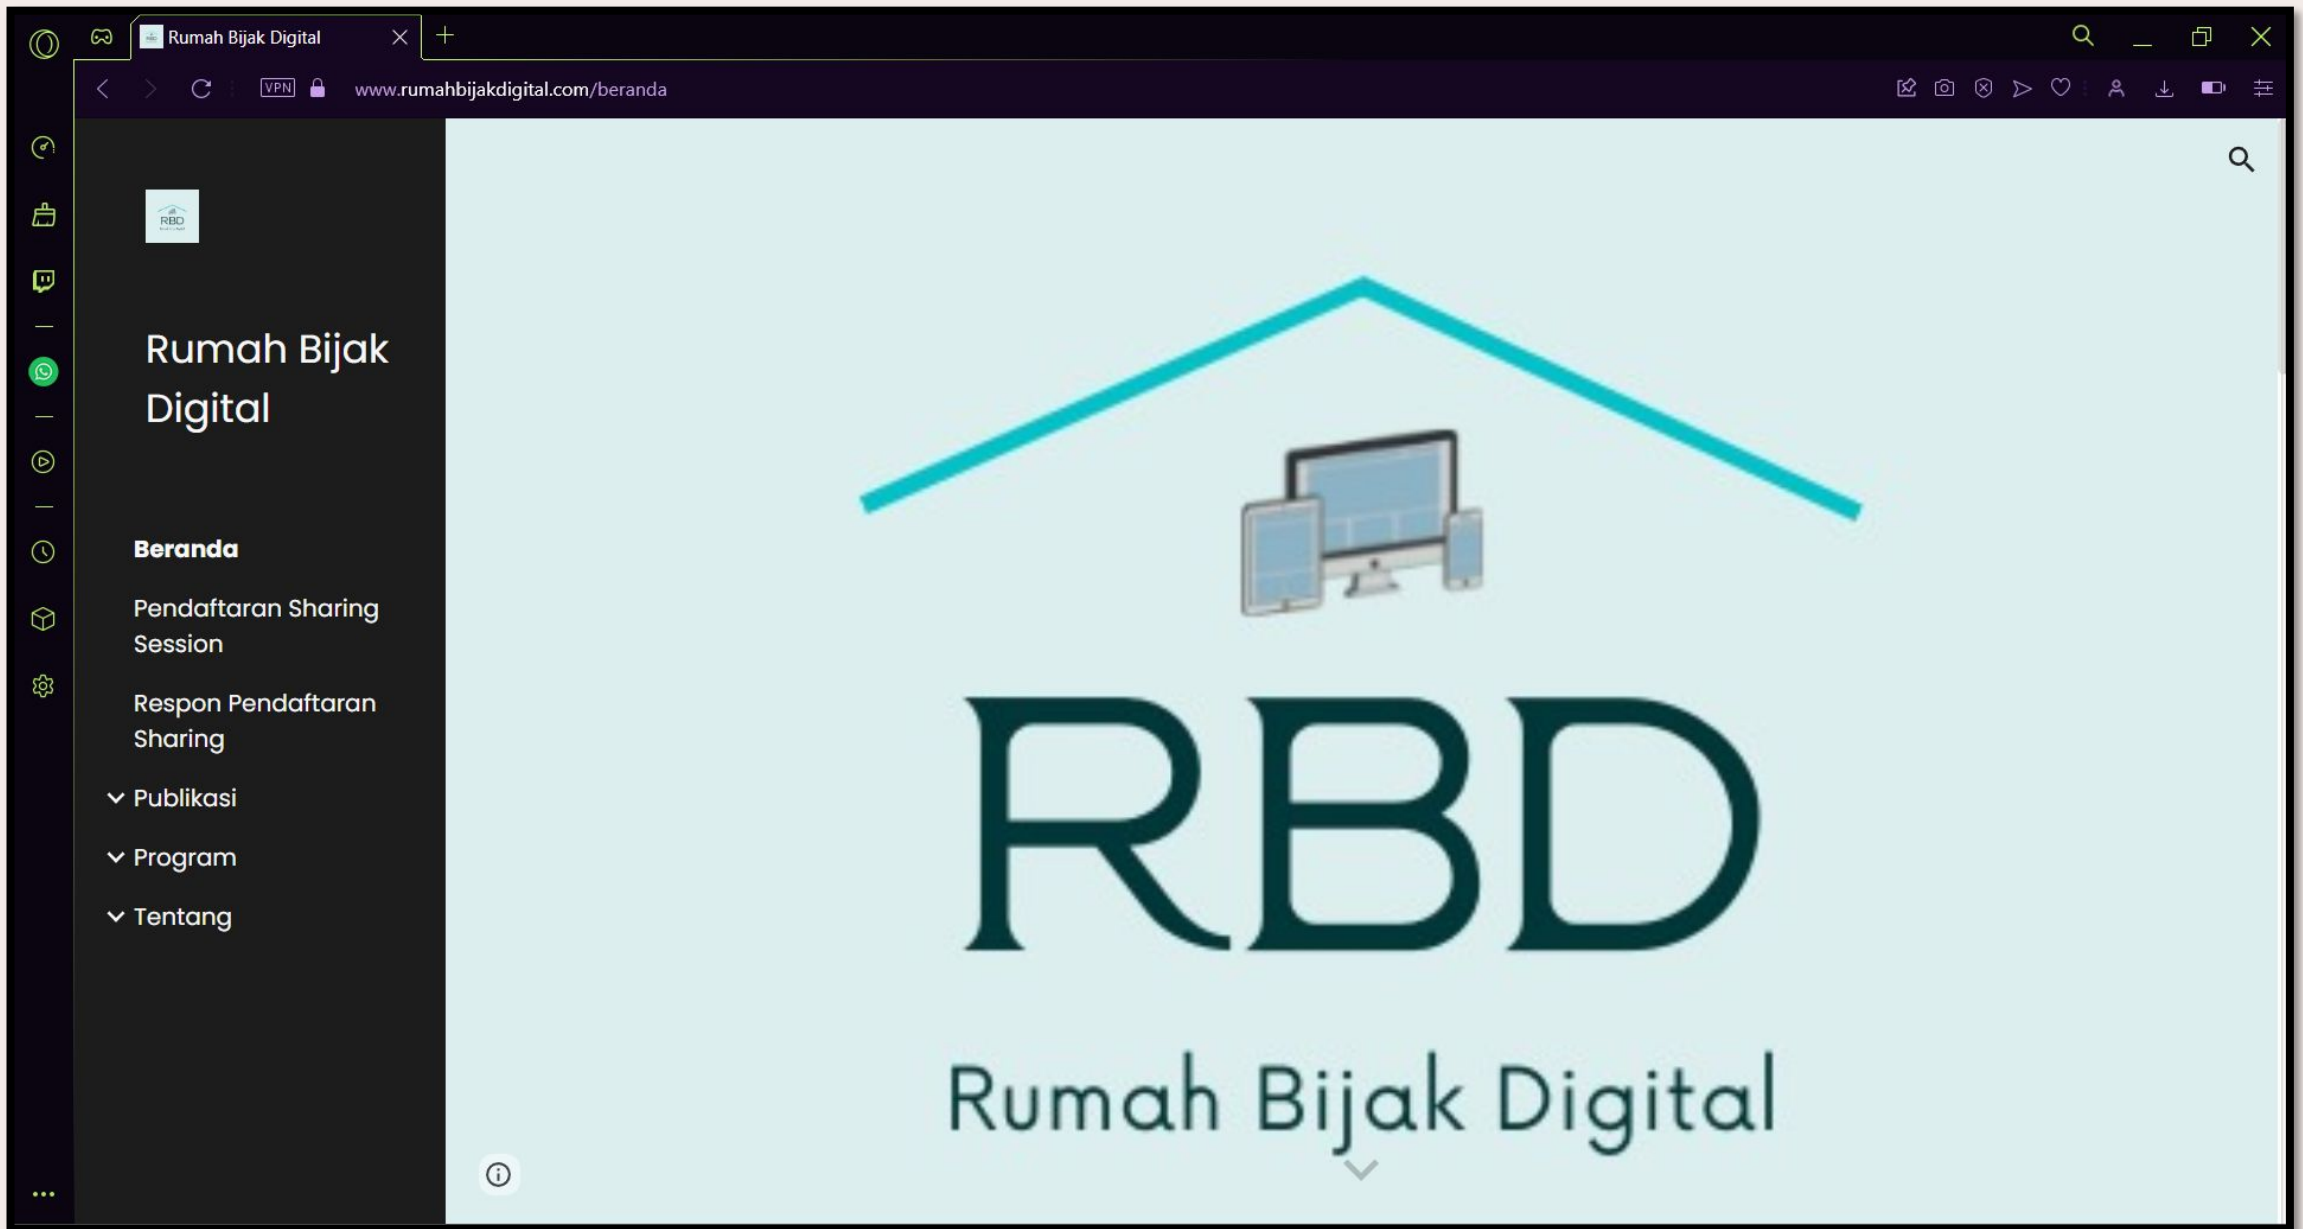 Rumah Bijak Digital
VPN
www.rumahbijakdigital.com/beranda
RBD
Rumah Bijak
Digital
Beranda
Pendaftaran Sharing
Session
Respon Pendaftaran
Sharing
Publikasi
Program
Tentang
RBD
Rumah Bijak Digital